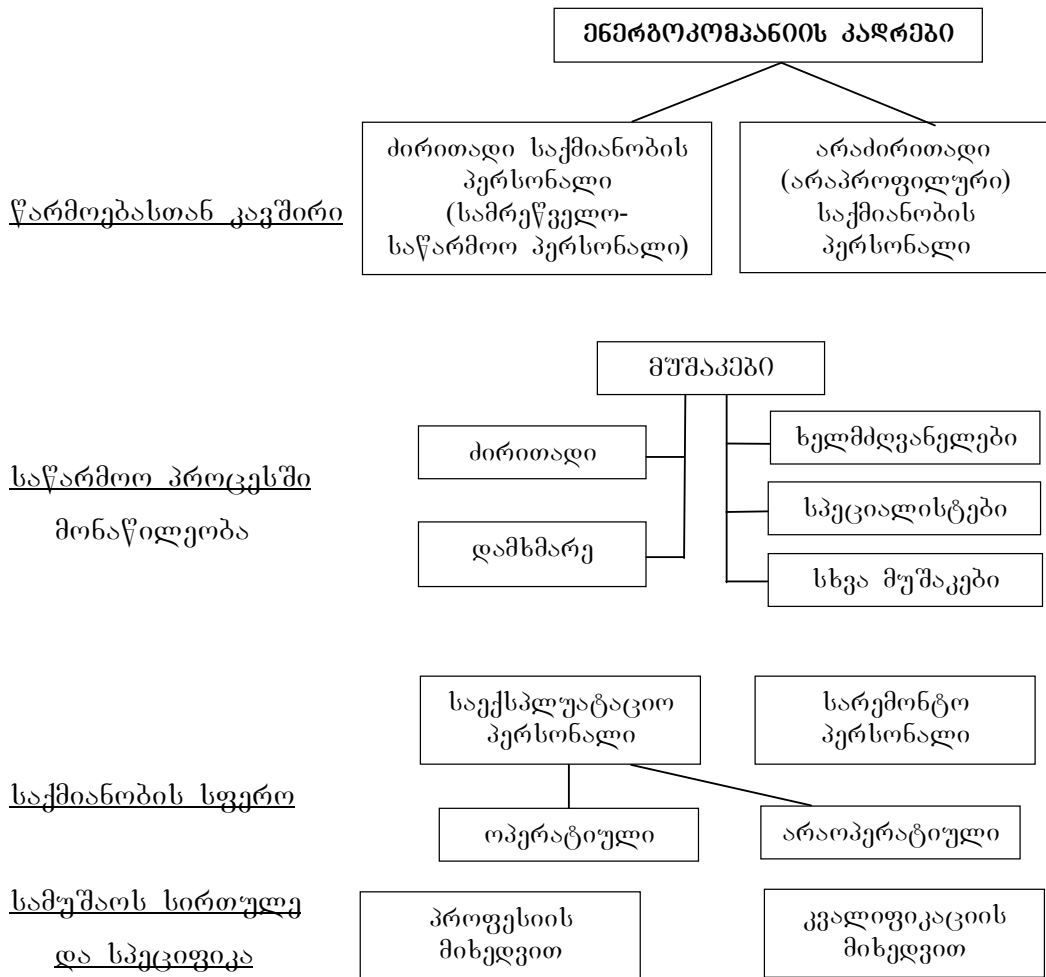 ენერგოკომპანიის კადრები
წარმოებასთან კავშირი
ძირითადი საქმიანობის
პერსონალი
(სამრეწველო-
საწარმოო პერსონალი)
არაძირითადი
(არაპროფილური)
საქმიანობის
პერსონალი
მუშაკები
საწარმოო პროცესში
მონაწილეობა
ძირითადი
დამხმარე
ხელმძღვანელები
სპეციალისტები
სხვა მუშაკები
საქმიანობის სფერო
საექსპლუატაციო
პერსონალი
სარემონტო
პერსონალი
ოპერატიული
არაოპერატიული
სამუშაოს სირთულე
და სპეციფიკა
პროფესიის
მიხედვით
კვალიფიკაციის
მიხედვით